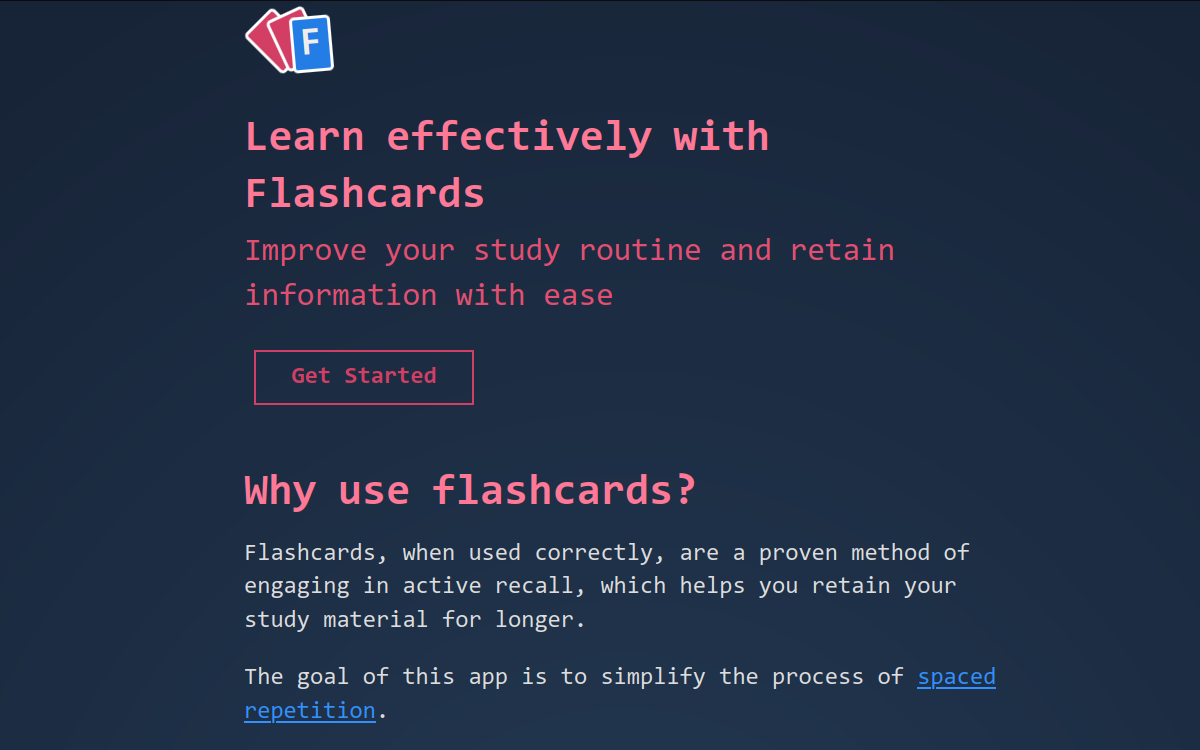 F
Learn effectively with
Flashcards
Improve your study routine and retain
information with ease
Get Started
Why use flashcards?
Flashcards, when used correctly, are a proven method of
engaging in active recall, which helps you retain your
study material for longer.
The goal of this app is to simplify the process of spaced
repetition.